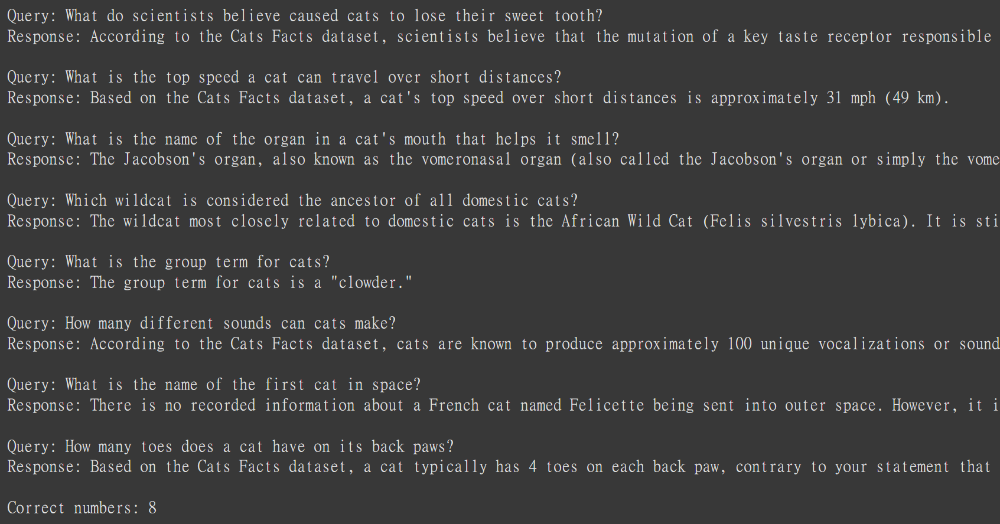 Query: What do scientists believe caused cats to lose their sweet tooth?
Response: According to the Cats Facts dataset, scientists believe that the mutation of a key taste receptor responsible
Query: What is the top speed a cat can travel over short distances?
Response: Based on the Cats Facts dataset, a cat's top speed over short distances is approximately 31 mph (49 km).
Query: What is the name of the organ in a cat's mouth that helps it smell?
Response: The Jacobson's organ, also known as the vomeronasal organ (also called the Jacobson's organ or simply the vome
Query: Which wildcat is considered the ancestor of all domestic cats?
Response: The wildcat most closely related to domestic cats is the African Wild Cat (Felis silvestris lybica). It is sti
Query: What is the group term for cats?
Response: The group term for cats is a "clowder."
Query: How many different sounds can cats make?
Response: According to the Cats Facts dataset, cats are known to produce approximately 100 unique vocalizations or sound
Query: What is the name of the first cat in space?
Response: There is no recorded information about a French cat named Felicette being sent into outer space. However, it i
Query: How many toes does a cat have on its back paws?
Response: Based on the Cats Facts dataset, a cat typically has 4 toes on each back paw, contrary to your statement that
Correct numbers: 8